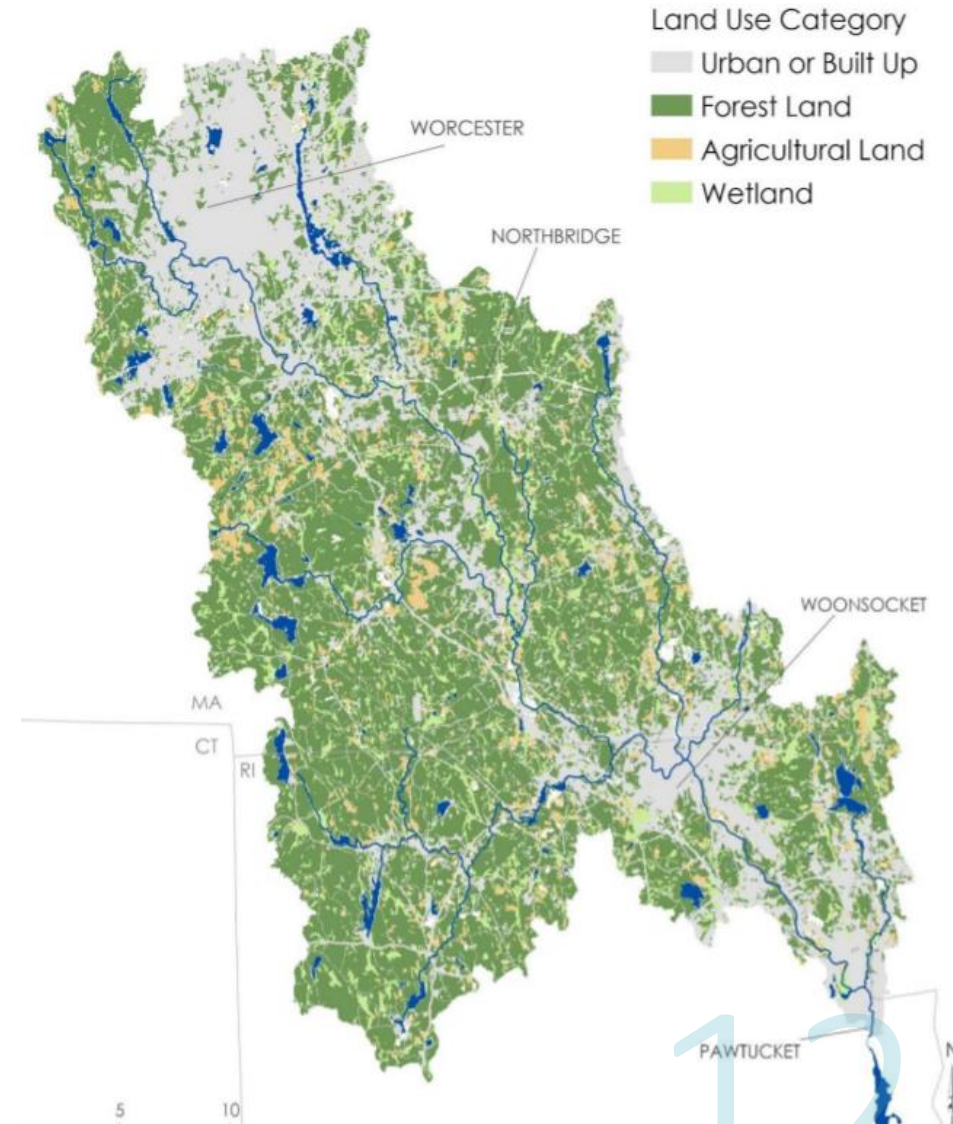 Land Use Category
Urban or Built Up
Forest Land
Agricultural Land
Wetland
WORCESTER
NORTHBRIDGE
WOONSOCKET
MA
CT
RI
PAWTUCKET
N
5
10
12